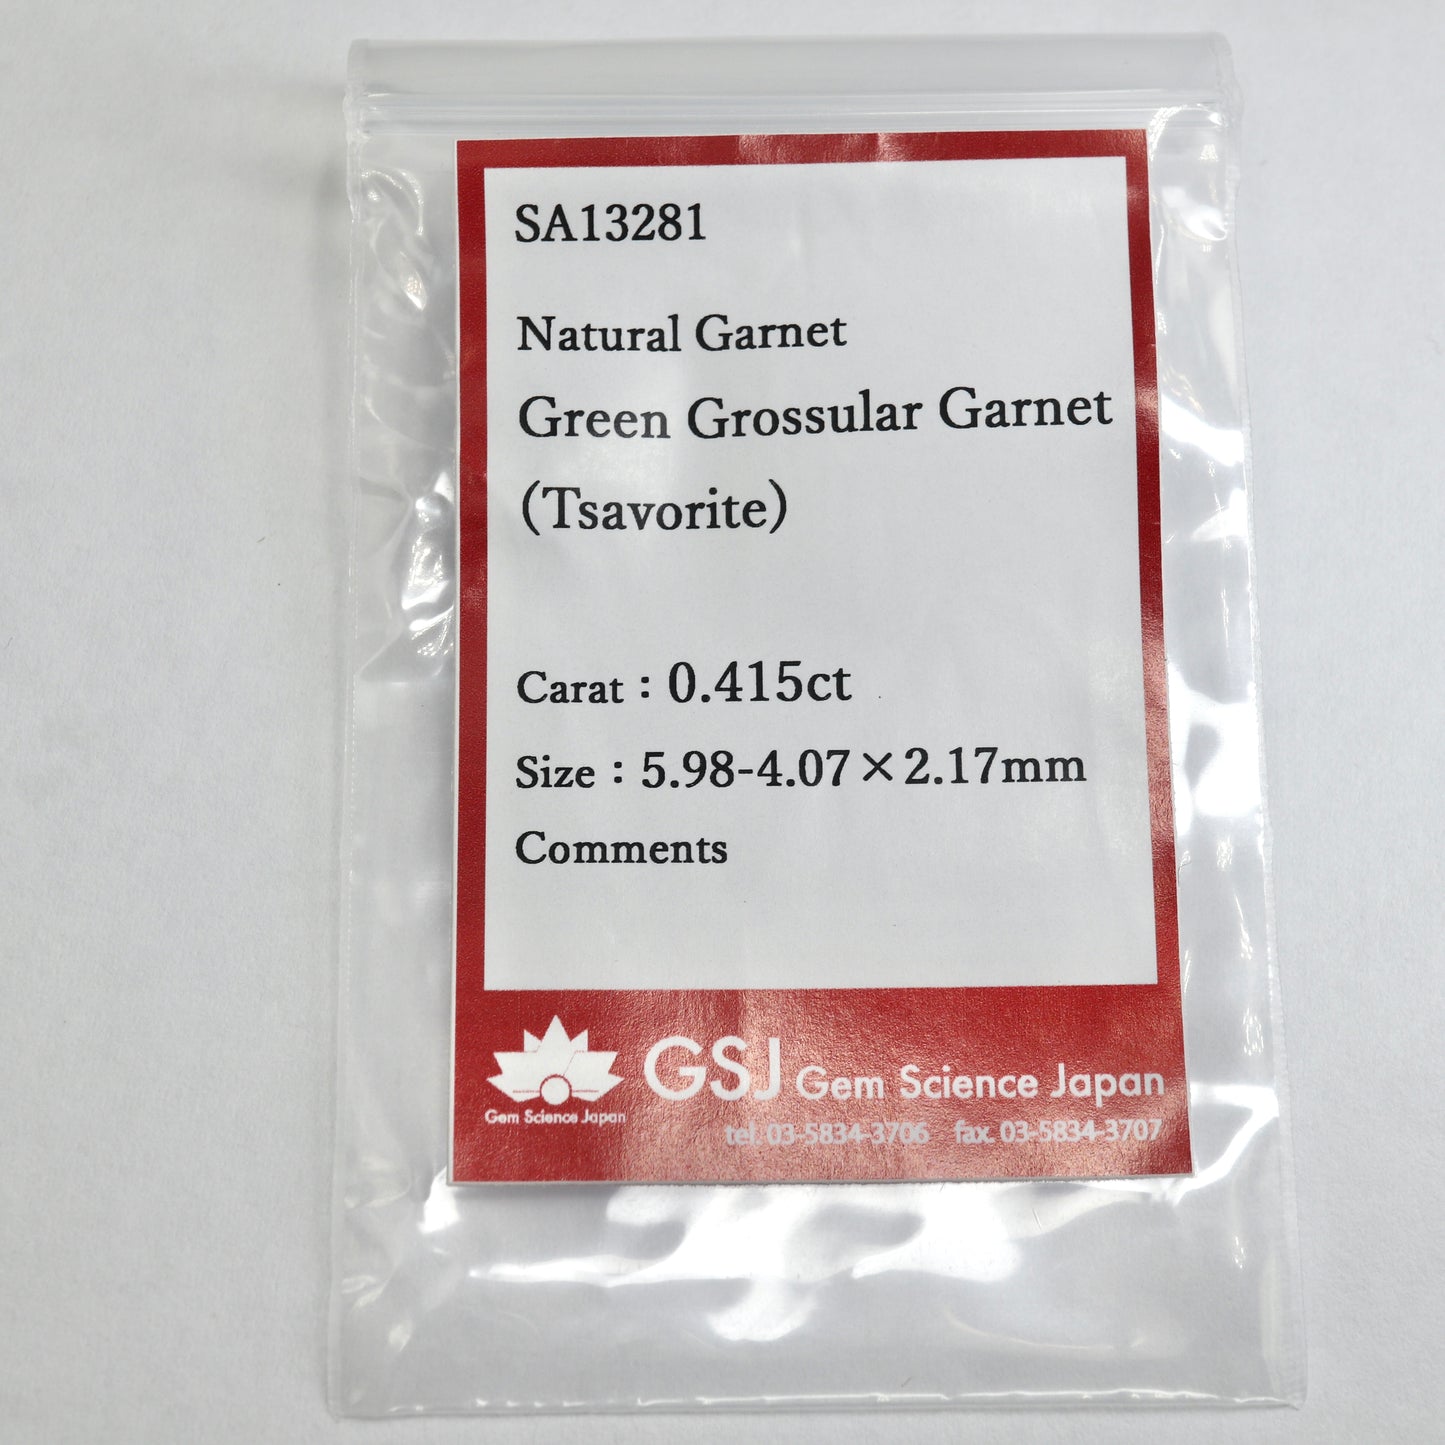 SA13281
Natural Garnet
Green Grossular Garnet
(Tsavorite)
Carat：0.415ct
Size：5.98-4.07×2.17mm
Comments
Gem Science Japan
GSJ Gem Science Japan
tel. 03-5834-3706 fax. 03-5834-3707